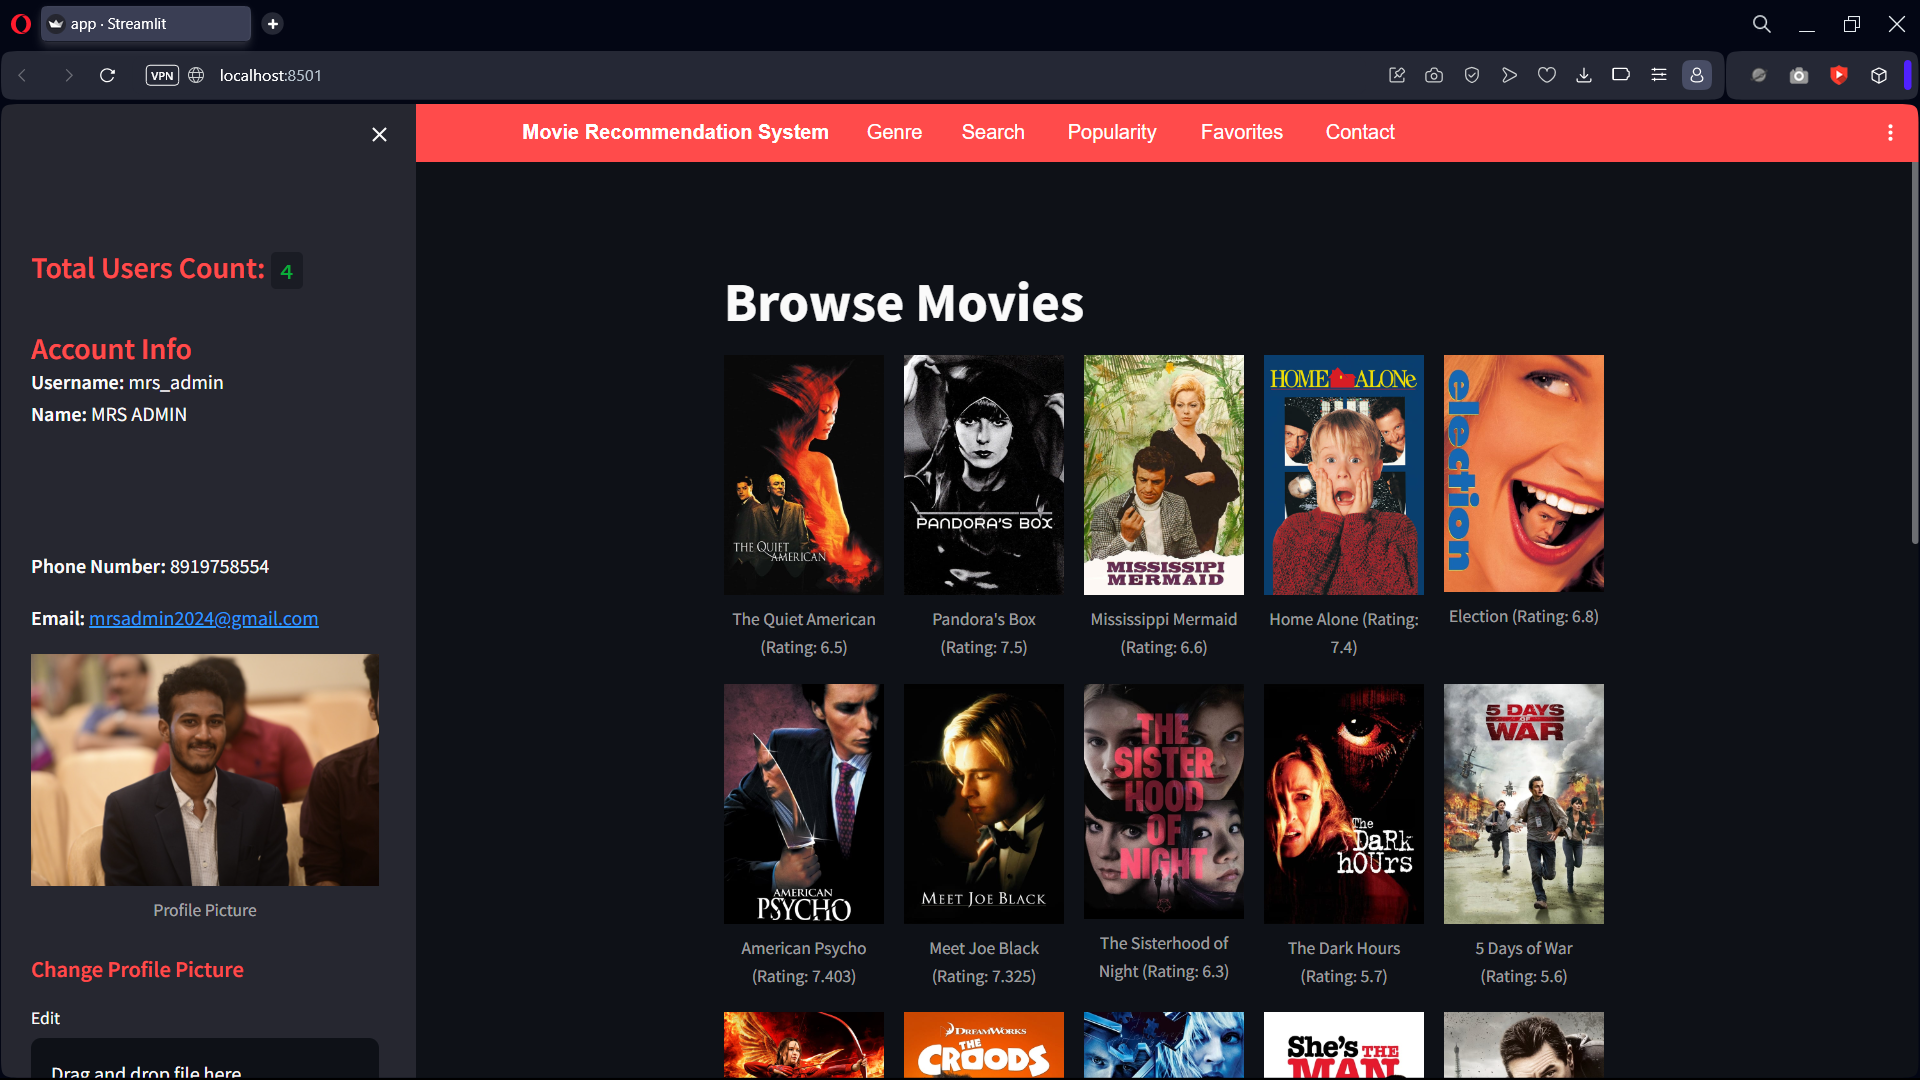 app · Streamlit
VPN
localhost:8501
Movie Recommendation System
Genre
Search
Popularity
Favorites
Contact
Total Users Count: 4
Account Info
Username: mrs_admin
Name: MRS ADMIN
Phone Number: 8919758554
Email: mrsadmin2024@gmail.com
Profile Picture
Change Profile Picture
Edit
Drag and drop file here
Browse Movies
THE QUIET
AMERICAN
PANDORA'S BOX
MISSISSIPI
MERMAID
HOME ALONe
election
The Quiet American
(Rating: 6.5)
Pandora's Box
(Rating: 7.5)
Mississippi Mermaid
(Rating: 6.6)
Home Alone (Rating:
7.4)
Election (Rating: 6.8)
AMERICAN
PSYCHO
MEET JOE BLACK
THE
SISTER
HOOD
OF
NIGHT
The
DaRk
hOUrs
5 DAYS
OF
WAR
American Psycho
(Rating: 7.403)
Meet Joe Black
(Rating: 7.325)
The Sisterhood of
Night (Rating: 6.3)
The Dark Hours
(Rating: 5.7)
5 Days of War
(Rating: 5.6)
DREAMWORKS
THE
CROODS
She's THE
MAN